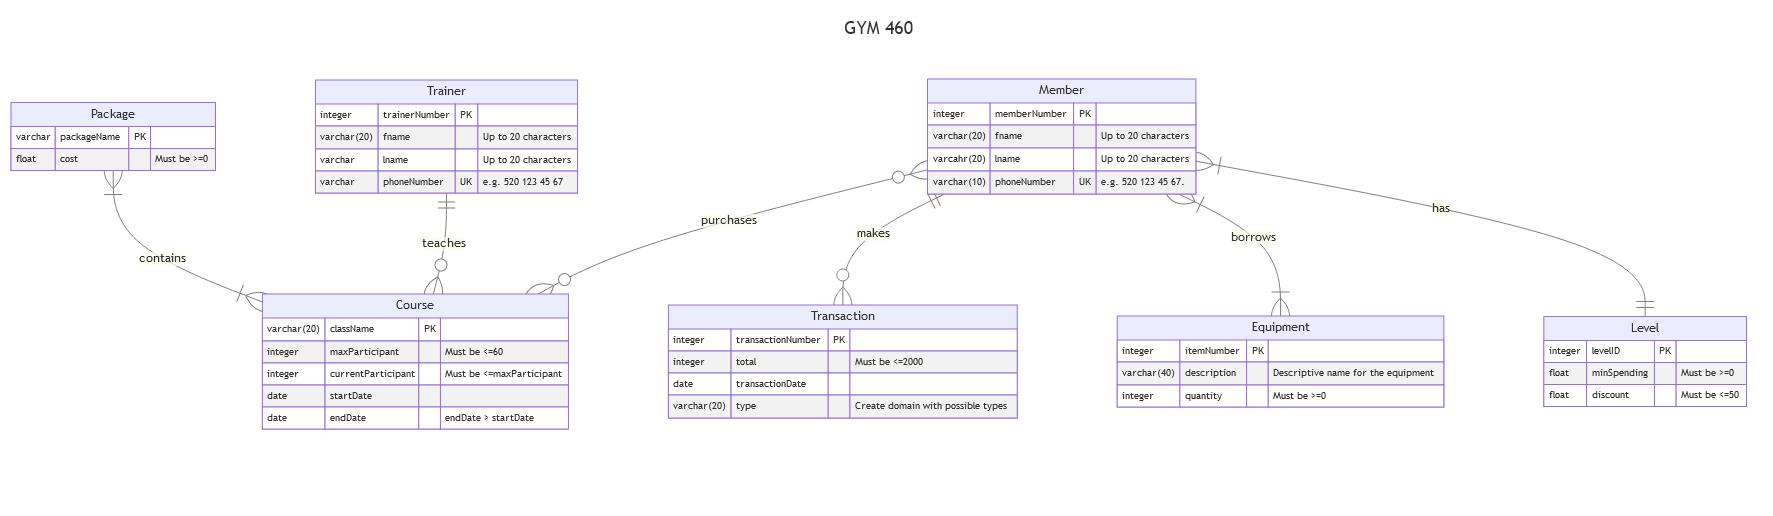 GYM 460
Package
varchar packageName PK
float cost Must be >=0
Trainer
integer trainerNumber PK
varchar(20) fname Up to 20 characters
varchar lname Up to 20 characters
varchar phoneNumber UK e.g. 520 123 45 67
Member
integer memberNumber PK
varchar(20) fname Up to 20 characters
varcahr(20) lname Up to 20 characters
varchar(10) phoneNumber UK e.g. 520 123 45 67.
contains
teaches
purchases
makes
borrows
has
Course
varchar(20) className PK
integer maxParticipant Must be <=60
integer currentParticipant Must be <=maxParticipant
date startDate
date endDate endDate > startDate
Transaction
integer transactionNumber PK
integer total Must be <=2000
date transactionDate
varchar(20) type Create domain with possible types
Equipment
integer itemNumber PK
varchar(40) description Descriptive name for the equipment
integer quantity Must be >=0
Level
integer levelID PK
float minSpending Must be >=0
float discount Must be <=50